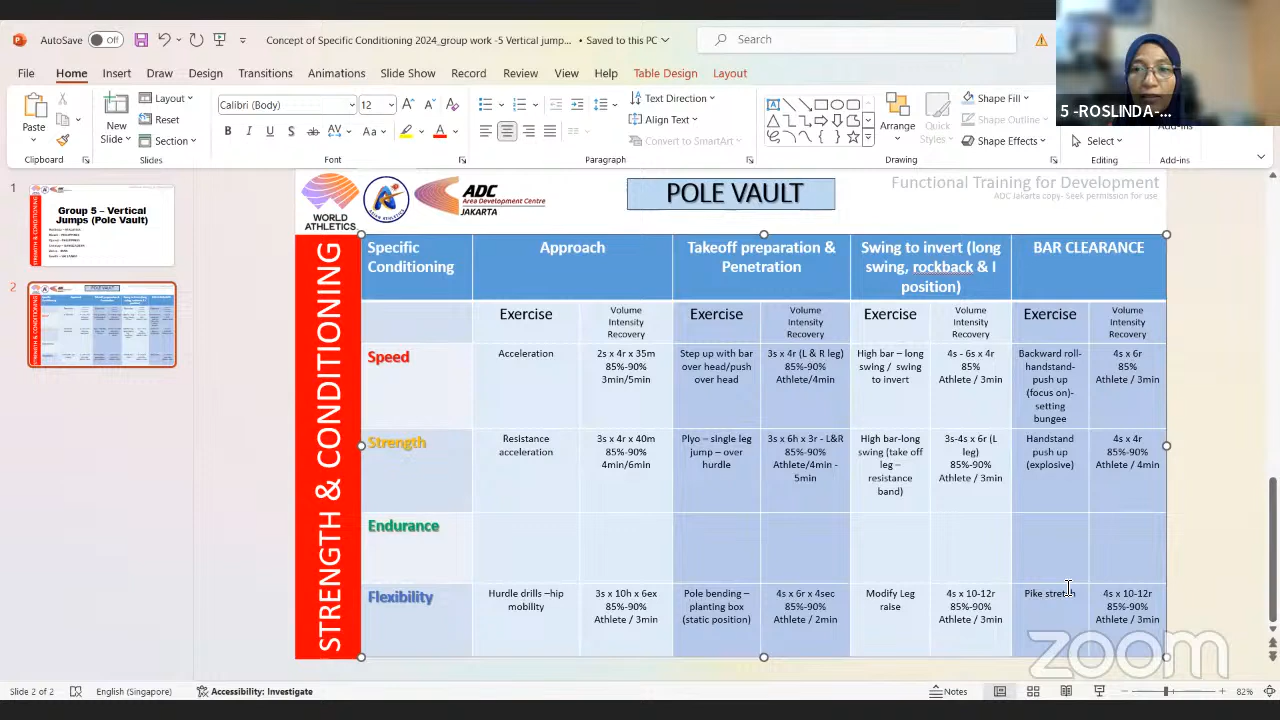 AutoSave Off
Concept of Specific Conditioning 2024_group work -5 Vertical jump... • Saved to this PC
Search
File Home Insert Draw Design Transitions Animations Slide Show Record Review View Help Table Design Layout
5 -ROSLINDA-...
Paste
Clipboard
New
Slides
Layout
Reset
Section
Slides
Calibri (Body) 12
Font
Text Direction
Align Text
Convert to SmartArt
Paragraph
Arrange
Quick
Styles
Shape Fill
Shape Outline
Shape Effects
Drawing
Select
Editing
Add-ins
Add-ins
1
Group 5 – Vertical
Jumps (Pole Vault)
STRENGTH & CONDITIONING
2
WORLD
ATHLETICS
ADC
Area Development Centre
JAKARTA
POLE VAULT
Functional Training for Development
ADC Jakarta copy- Seek permission for use
STRENGTH & CONDITIONING
Specific
Conditioning
Approach
Takeoff preparation &
Penetration
Swing to invert (long
swing, rockback & I
position)
BAR CLEARANCE
Exercise
Volume
Intensity
Recovery
Exercise
Volume
Intensity
Recovery
Exercise
Volume
Intensity
Recovery
Exercise
Volume
Intensity
Recovery
Speed
Acceleration
2s x 4r x 35m
85%-90%
3min/5min
Step up with bar
over head/push
over head
3s x 4r (L & R leg)
85%-90%
Athlete/4min
High bar – long
swing / swing
to invert
4s - 6s x 4r
85%
Athlete / 3min
Backward roll-
handstand-
push up
(focus on)-
setting
bungee
4s x 6r
85%
Athlete / 3min
Strength
Resistance
acceleration
3s x 4r x 40m
85%-90%
4min/6min
Plyo – single leg
jump – over
hurdle
3s x 6h x 3r - L&R
85%-90%
Athlete/4min -
5min
High bar-long
swing (take off
leg –
resistance
band)
3s-4s x 6r (L
leg)
85%-90%
Athlete / 3min
Handstand
push up
(explosive)
4s x 4r
85%-90%
Athlete / 4min
Endurance
Flexibility
Hurdle drills –hip
mobility
3s x 10h x 6ex
85%-90%
Athlete / 3min
Pole bending –
planting box
(static position)
4s x 6r x 4sec
85%-90%
Athlete / 2min
Modify Leg
raise
4s x 10-12r
85%-90%
Athlete / 3min
Pike stretch
4s x 10-12r
85%-90%
Athlete / 3min
zoom
Slide 2 of 2 English (Singapore) Accessibility: Investigate Notes 82%